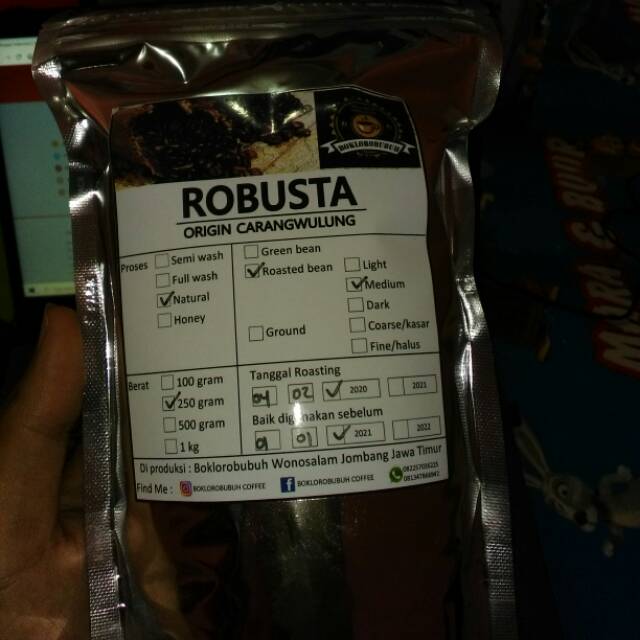 BOKLOROBUBUH
ROBUSTA
ORIGIN CARANGWULUNG
Proses
Semi wash
Full wash
Natural
Honey
Green bean
Roasted bean
Light
Medium
Dark
Ground
Coarse/kasar
Fine/halus
Berat
100 gram
250 gram
500 gram
1 kg
Tanggal Roasting
04 02 2020 2021
Baik digunakan sebelum
01 2021 2022
Di produksi : Boklorobubuh Wonosalam Jombang Jawa Timur
Find Me : BOKLOROBUBUH COFFEE BOKLOROBUBUH COFFEE